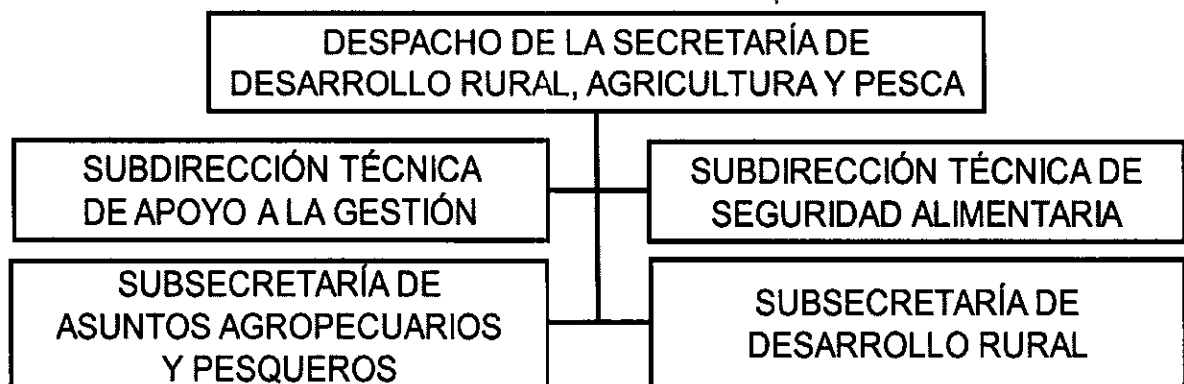 DESPACHO DE LA SECRETARÍA DE
DESARROLLO RURAL, AGRICULTURA Y PESCA
SUBDIRECCIÓN TÉCNICA
DE APOYO A LA GESTIÓN
SUBDIRECCIÓN TÉCNICA DE
SEGURIDAD ALIMENTARIA
SUBSECRETARÍA DE
ASUNTOS AGROPECUARIOS
Y PESQUEROS
SUBSECRETARÍA DE
DESARROLLO RURAL